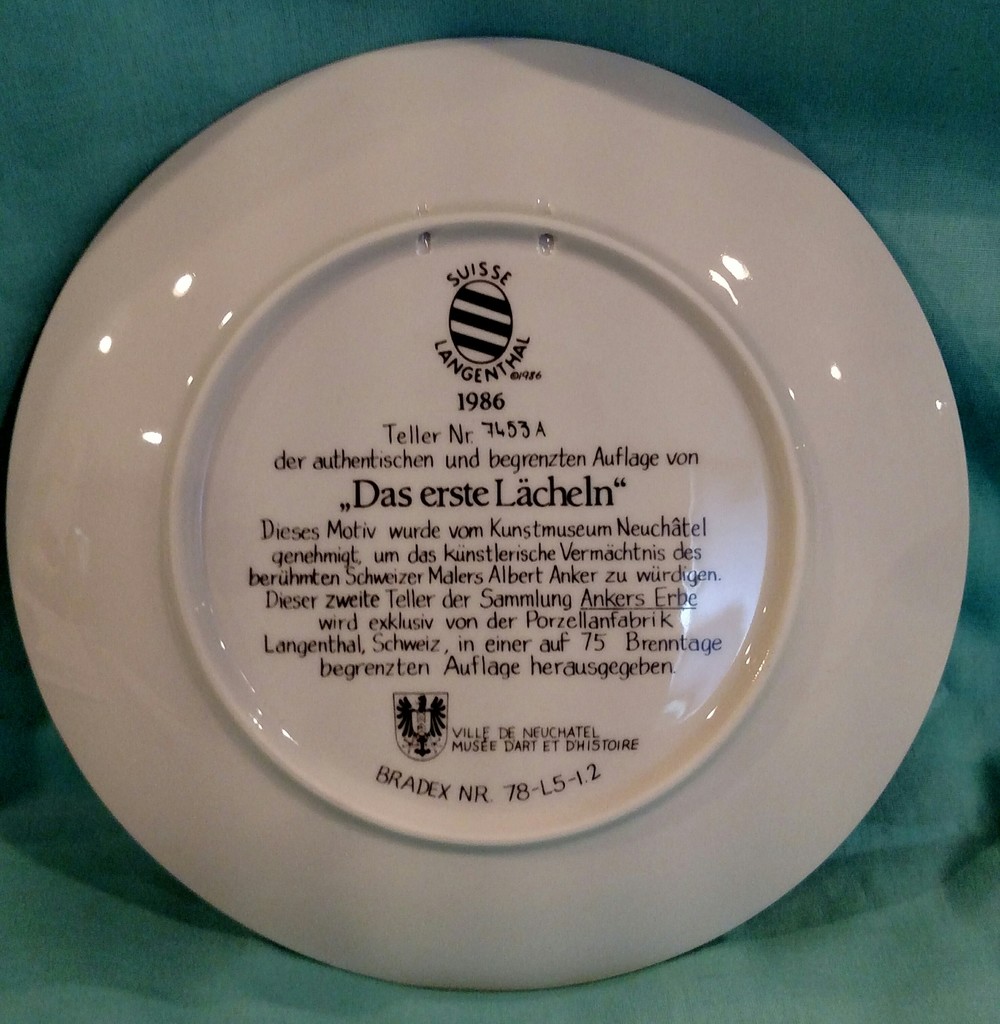 SUISSE
LANGENTHAL
©1986
1986
Teller Nr. 7453 A
der authentischen und begrenzten Auflage von
„Das erste Lächeln“
Dieses Motiv wurde vom Kunstmuseum Neuchâtel
genehmigt, um das künstlerische Vermächtnis des
berühmten Schweizer Malers Albert Anker zu würdigen.
Dieser zweite Teller der Sammlung Ankers Erbe
wird exklusiv von der Porzellanfabrik
Langenthal, Schweiz, in einer auf 75 Brenntage
begrenzten Auflage herausgegeben.
VILLE DE NEUCHATEL
MUSÉE D'ART ET D'HISTOIRE
BRADEX NR. 78-L5-1.2